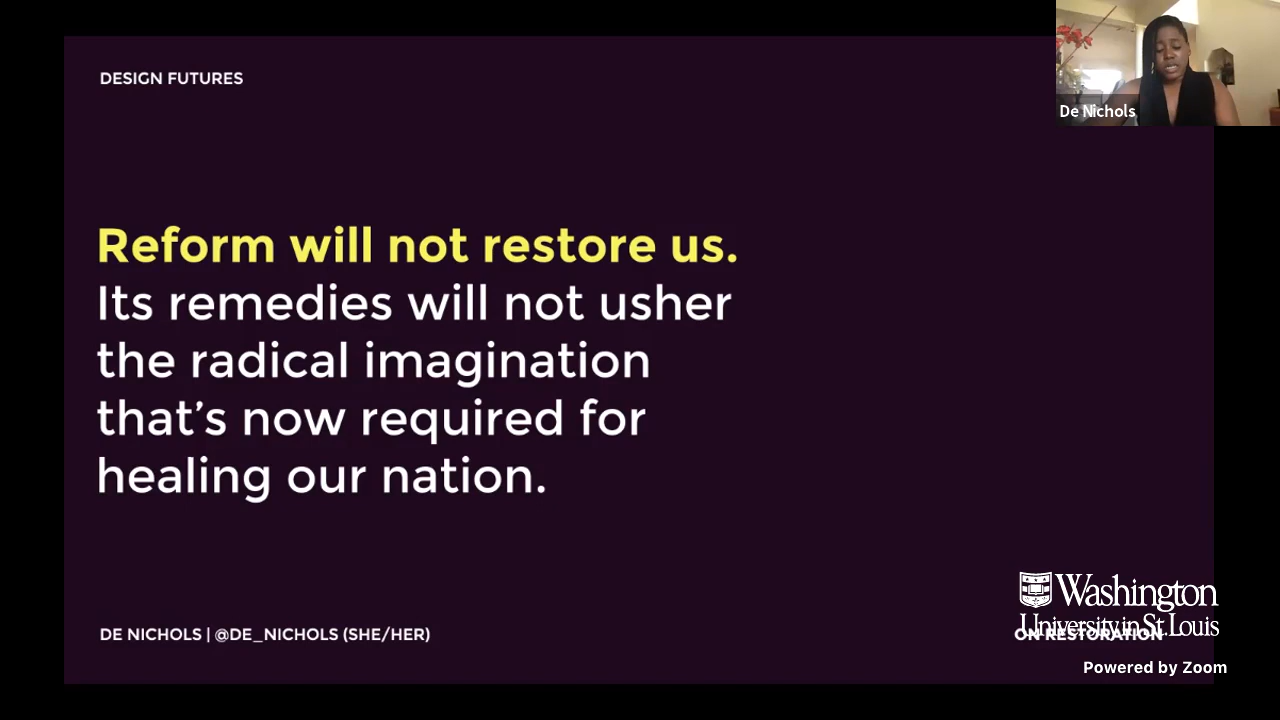 DESIGN FUTURES
De Nichols
Reform will not restore us.
Its remedies will not usher
the radical imagination
that’s now required for
healing our nation.
Washington
University in St. Louis
DE NICHOLS | @DE_NICHOLS (SHE/HER)
ON RESTORATION
Powered by Zoom